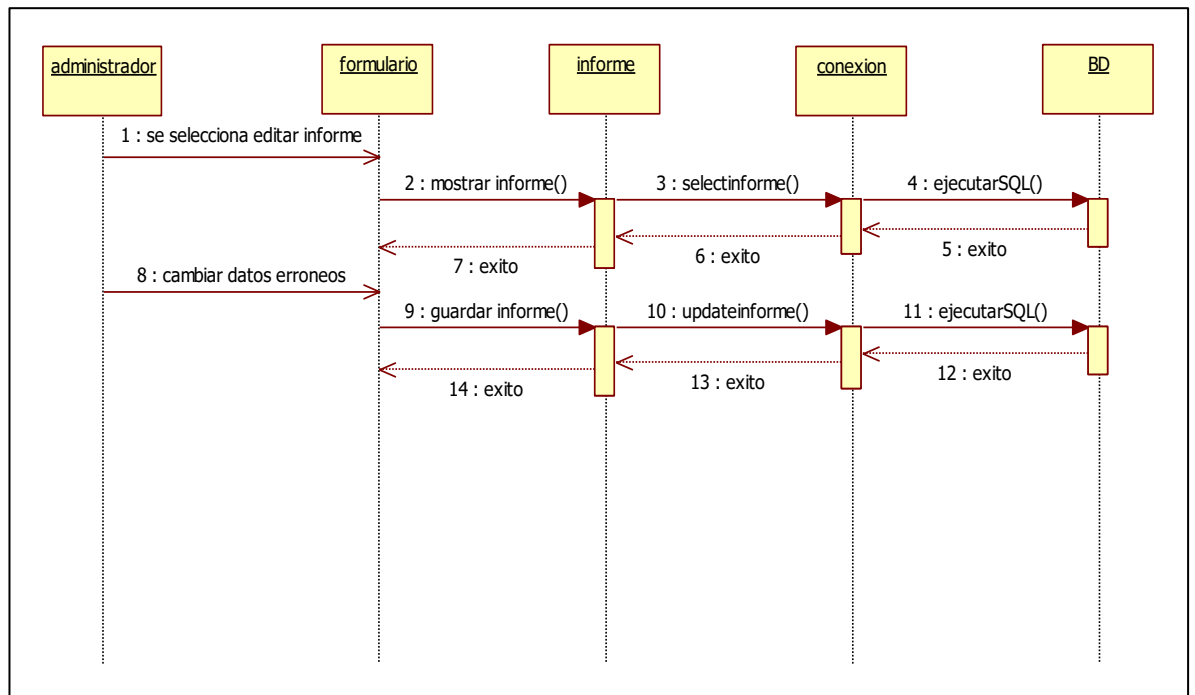 administrador
formulario
informe
conexion
BD
1 : se selecciona editar informe
2 : mostrar informe()
3 : selectinforme()
4 : ejecutarSQL()
5 : exito
6 : exito
7 : exito
8 : cambiar datos erroneos
9 : guardar informe()
10 : updateinforme()
11 : ejecutarSQL()
12 : exito
13 : exito
14 : exito